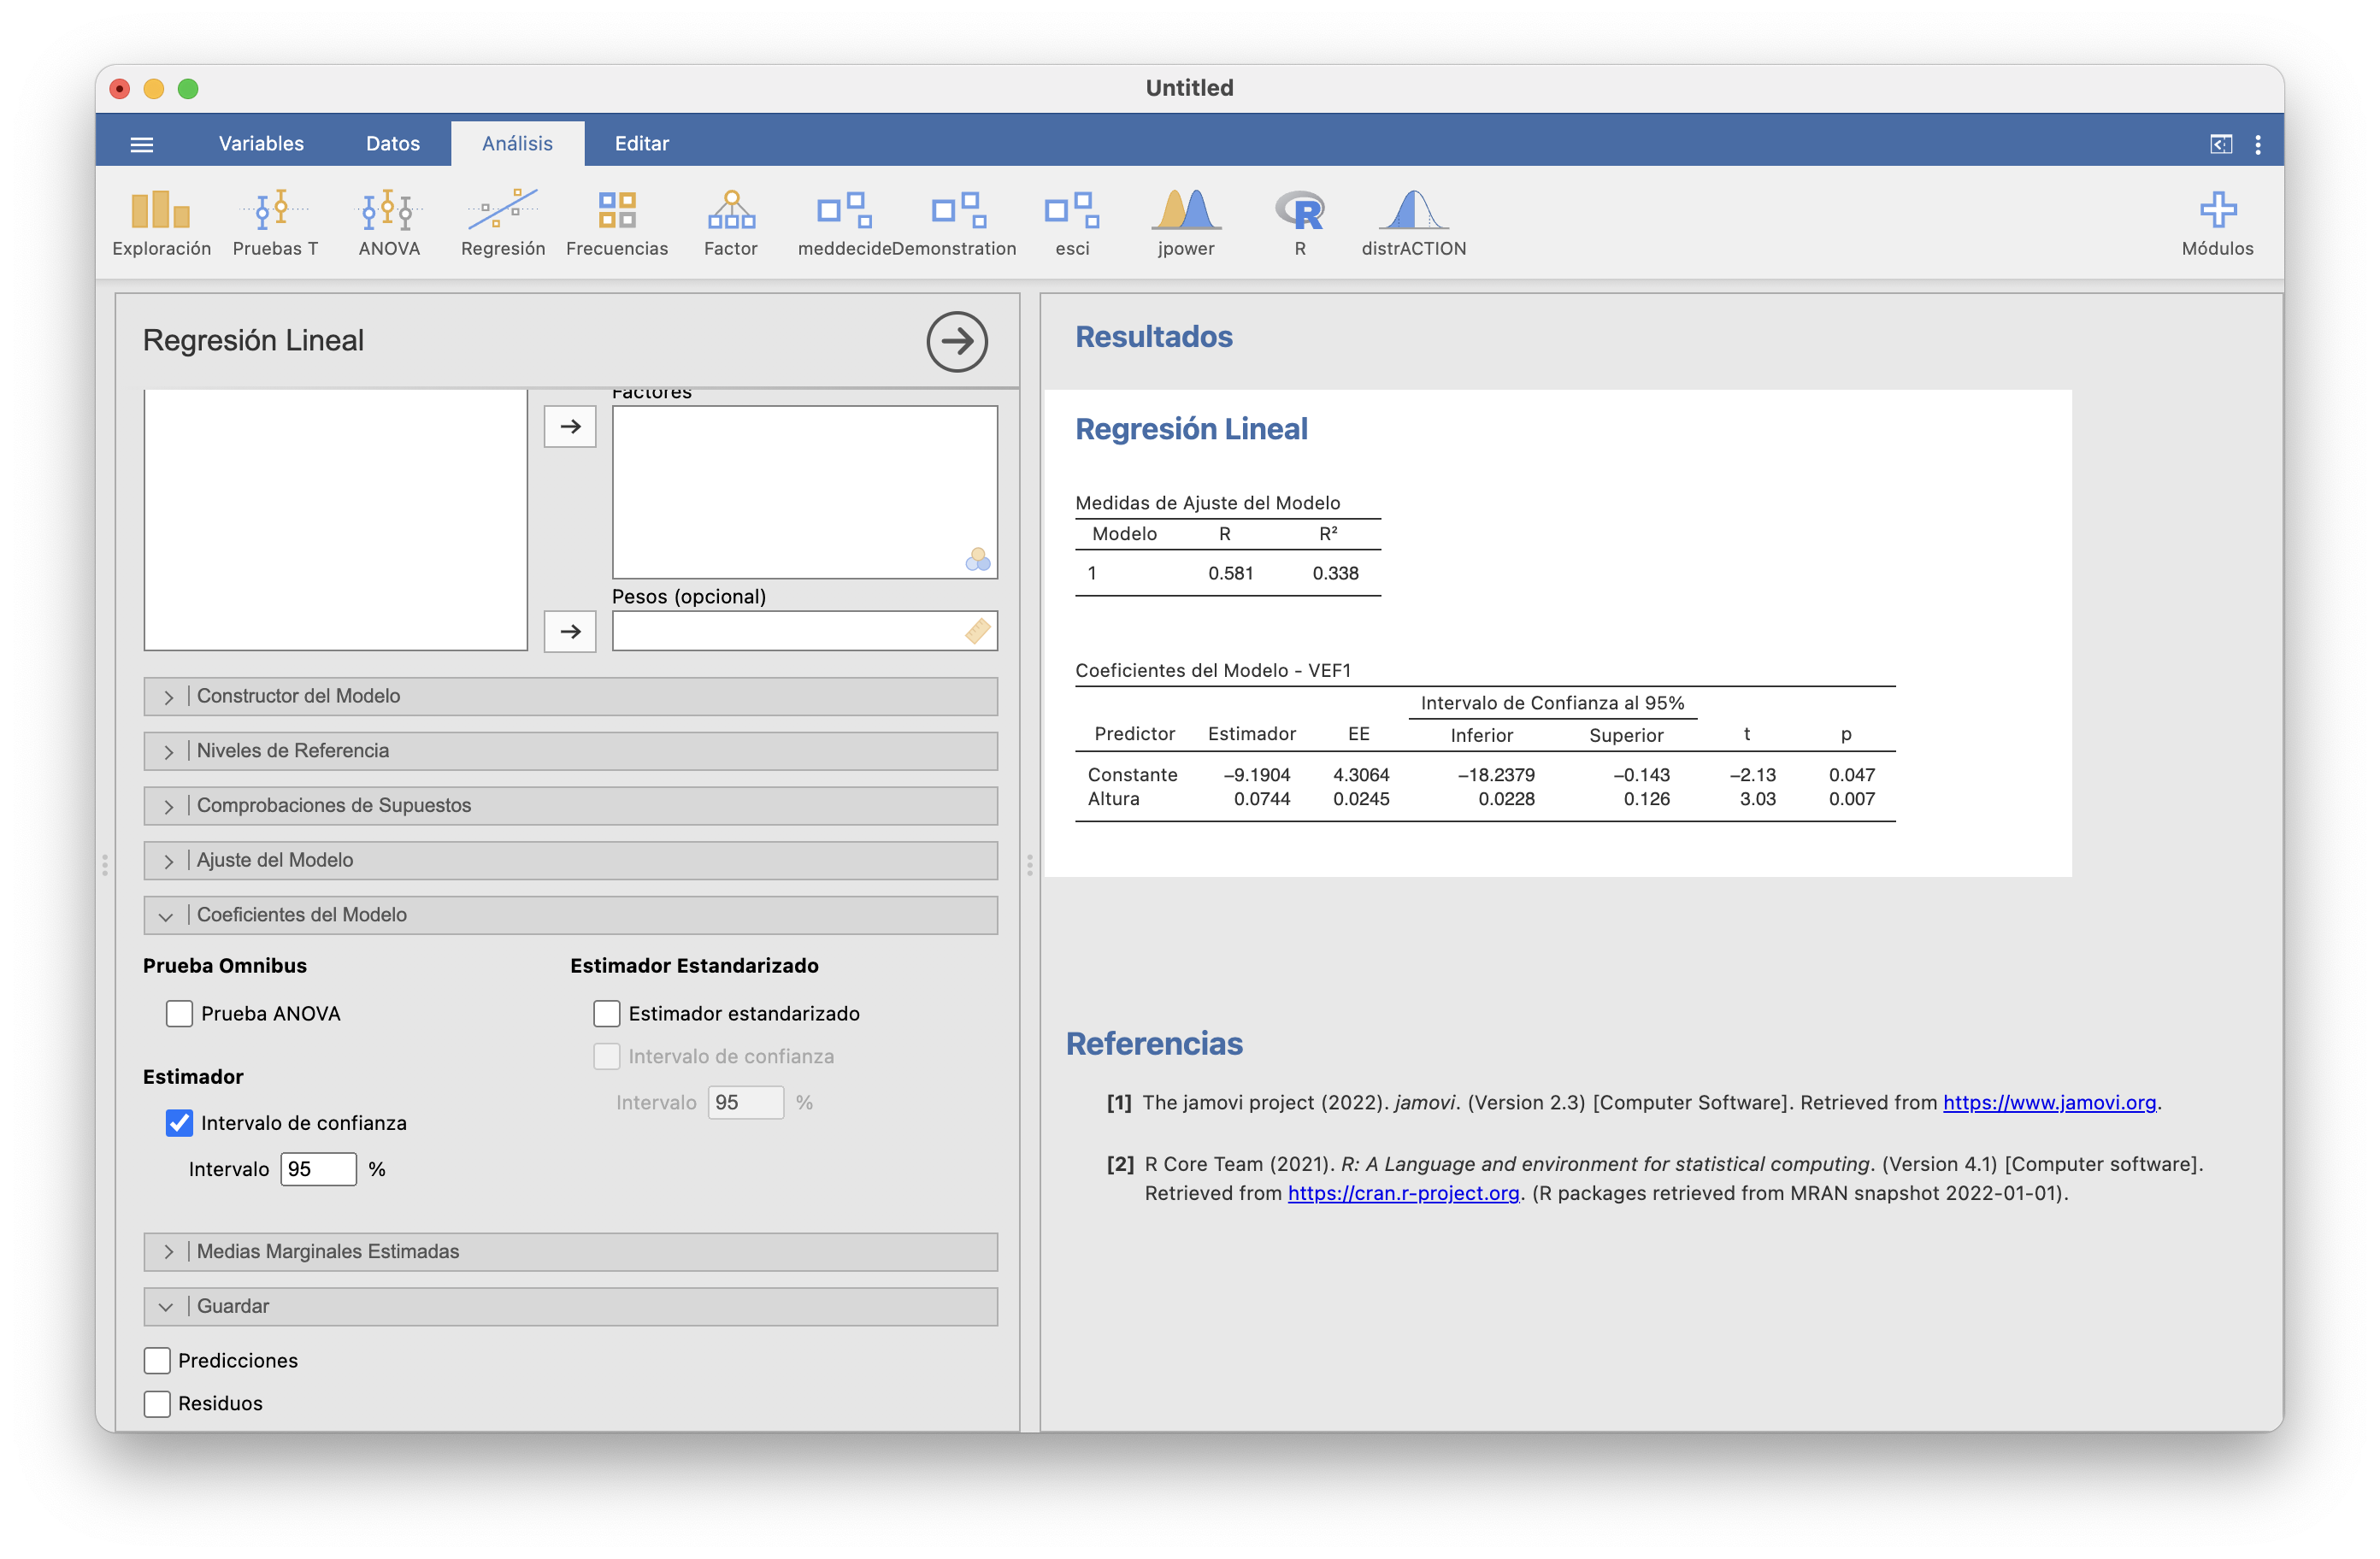 Untitled
Variables Datos Análisis Editar
Exploración Pruebas T ANOVA Regresión Frecuencias Factor meddecide Demonstration esci jpower R distrACTION Módulos
Regresión Lineal
Factores
Pesos (opcional)
Constructor del Modelo
Niveles de Referencia
Comprobaciones de Supuestos
Ajuste del Modelo
Coeficientes del Modelo
Prueba Omnibus
Prueba ANOVA
Estimador
Intervalo de confianza
Intervalo 95 %
Estimador Estandarizado
Estimador estandarizado
Intervalo de confianza
Intervalo 95 %
Medias Marginales Estimadas
Guardar
Predicciones
Residuos
Resultados
Regresión Lineal
Medidas de Ajuste del Modelo
Modelo R R²
1 0.581 0.338
Coeficientes del Modelo - VEF1
Intervalo de Confianza al 95%
Predictor Estimador EE Inferior Superior t p
Constante −9.1904 4.3064 −18.2379 −0.143 −2.13 0.047
Altura 0.0744 0.0245 0.0228 0.126 3.03 0.007
Referencias
[1] The jamovi project (2022). jamovi. (Version 2.3) [Computer Software]. Retrieved from https://www.jamovi.org.
[2] R Core Team (2021). R: A Language and environment for statistical computing. (Version 4.1) [Computer software].
Retrieved from https://cran.r-project.org. (R packages retrieved from MRAN snapshot 2022-01-01).